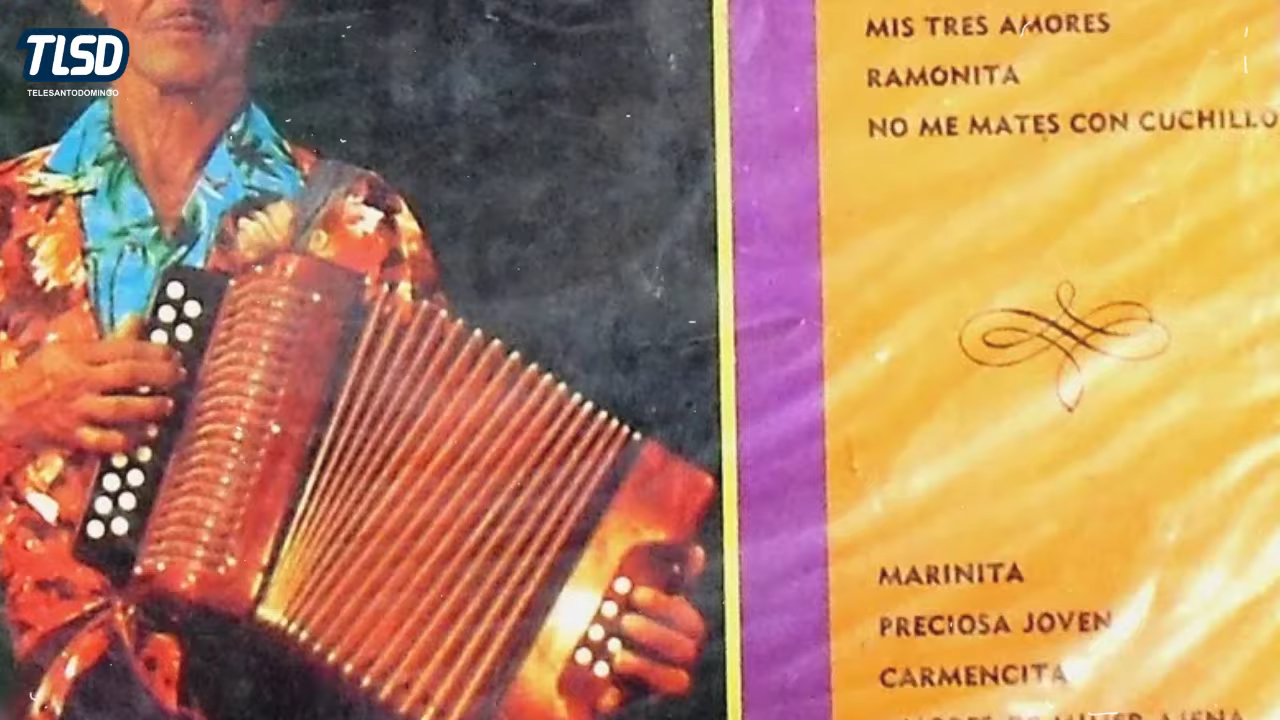 TLSD
TELESANTODOMINGO
MIS TRES AMORES
RAMONITA
NO ME MATES CON CUCHILLO
MARINITA
PRECIOSA JOVEN
CARMENCITA